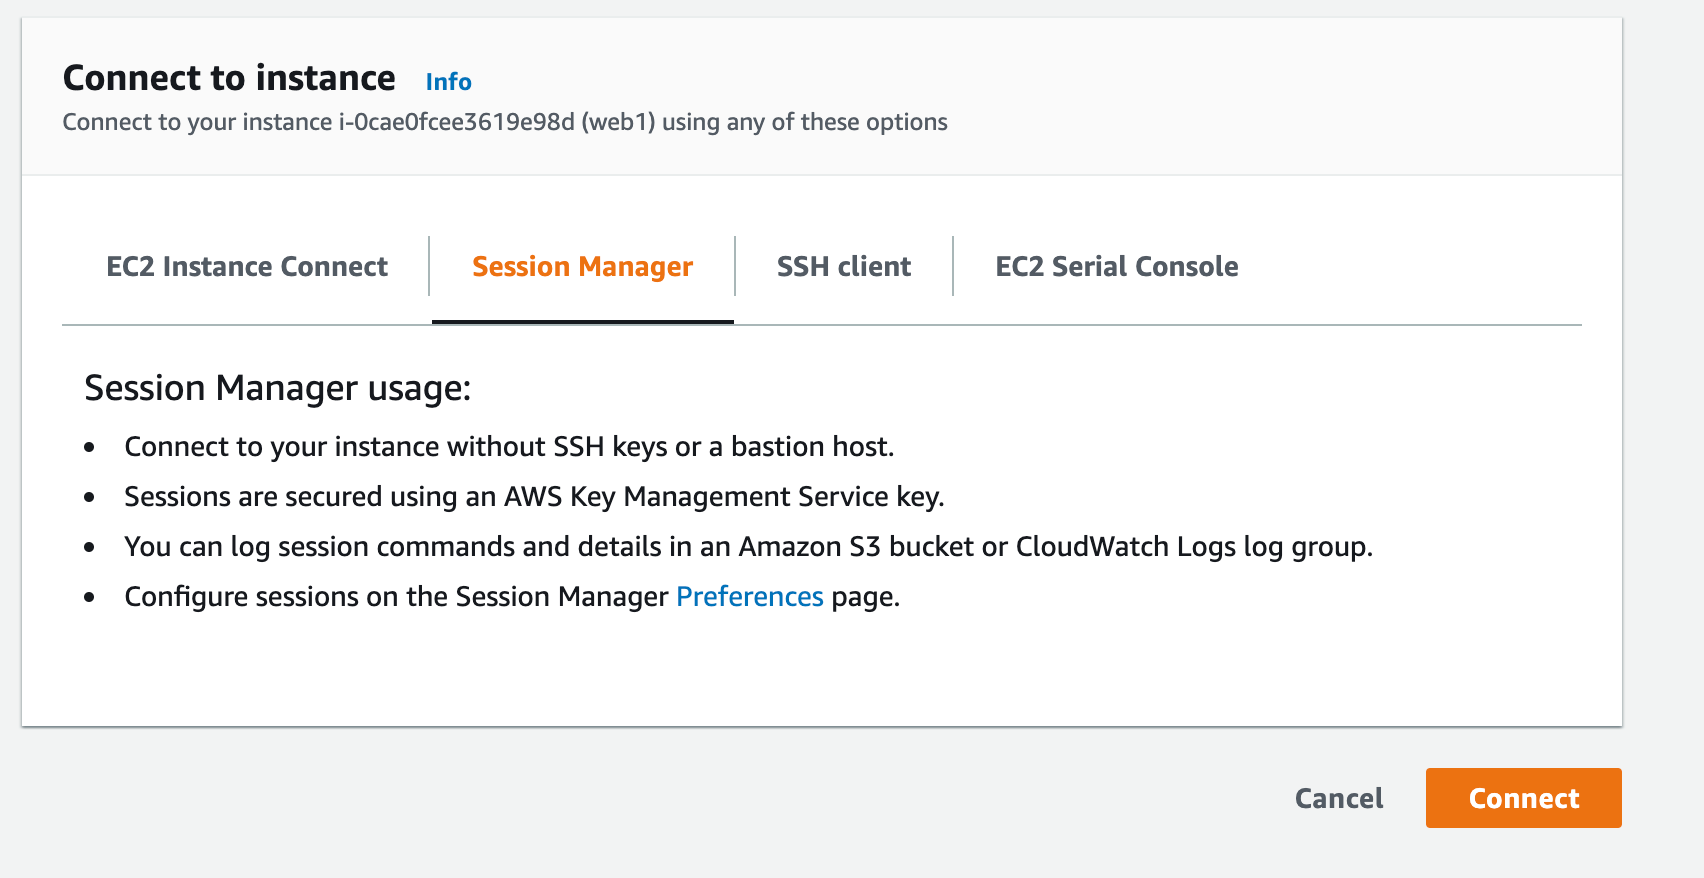 Connect to instance Info
Connect to your instance i-0cae0fcee3619e98d (web1) using any of these options
EC2 Instance Connect Session Manager SSH client EC2 Serial Console
Session Manager usage:
• Connect to your instance without SSH keys or a bastion host.
• Sessions are secured using an AWS Key Management Service key.
• You can log session commands and details in an Amazon S3 bucket or CloudWatch Logs log group.
• Configure sessions on the Session Manager Preferences page.
Cancel Connect